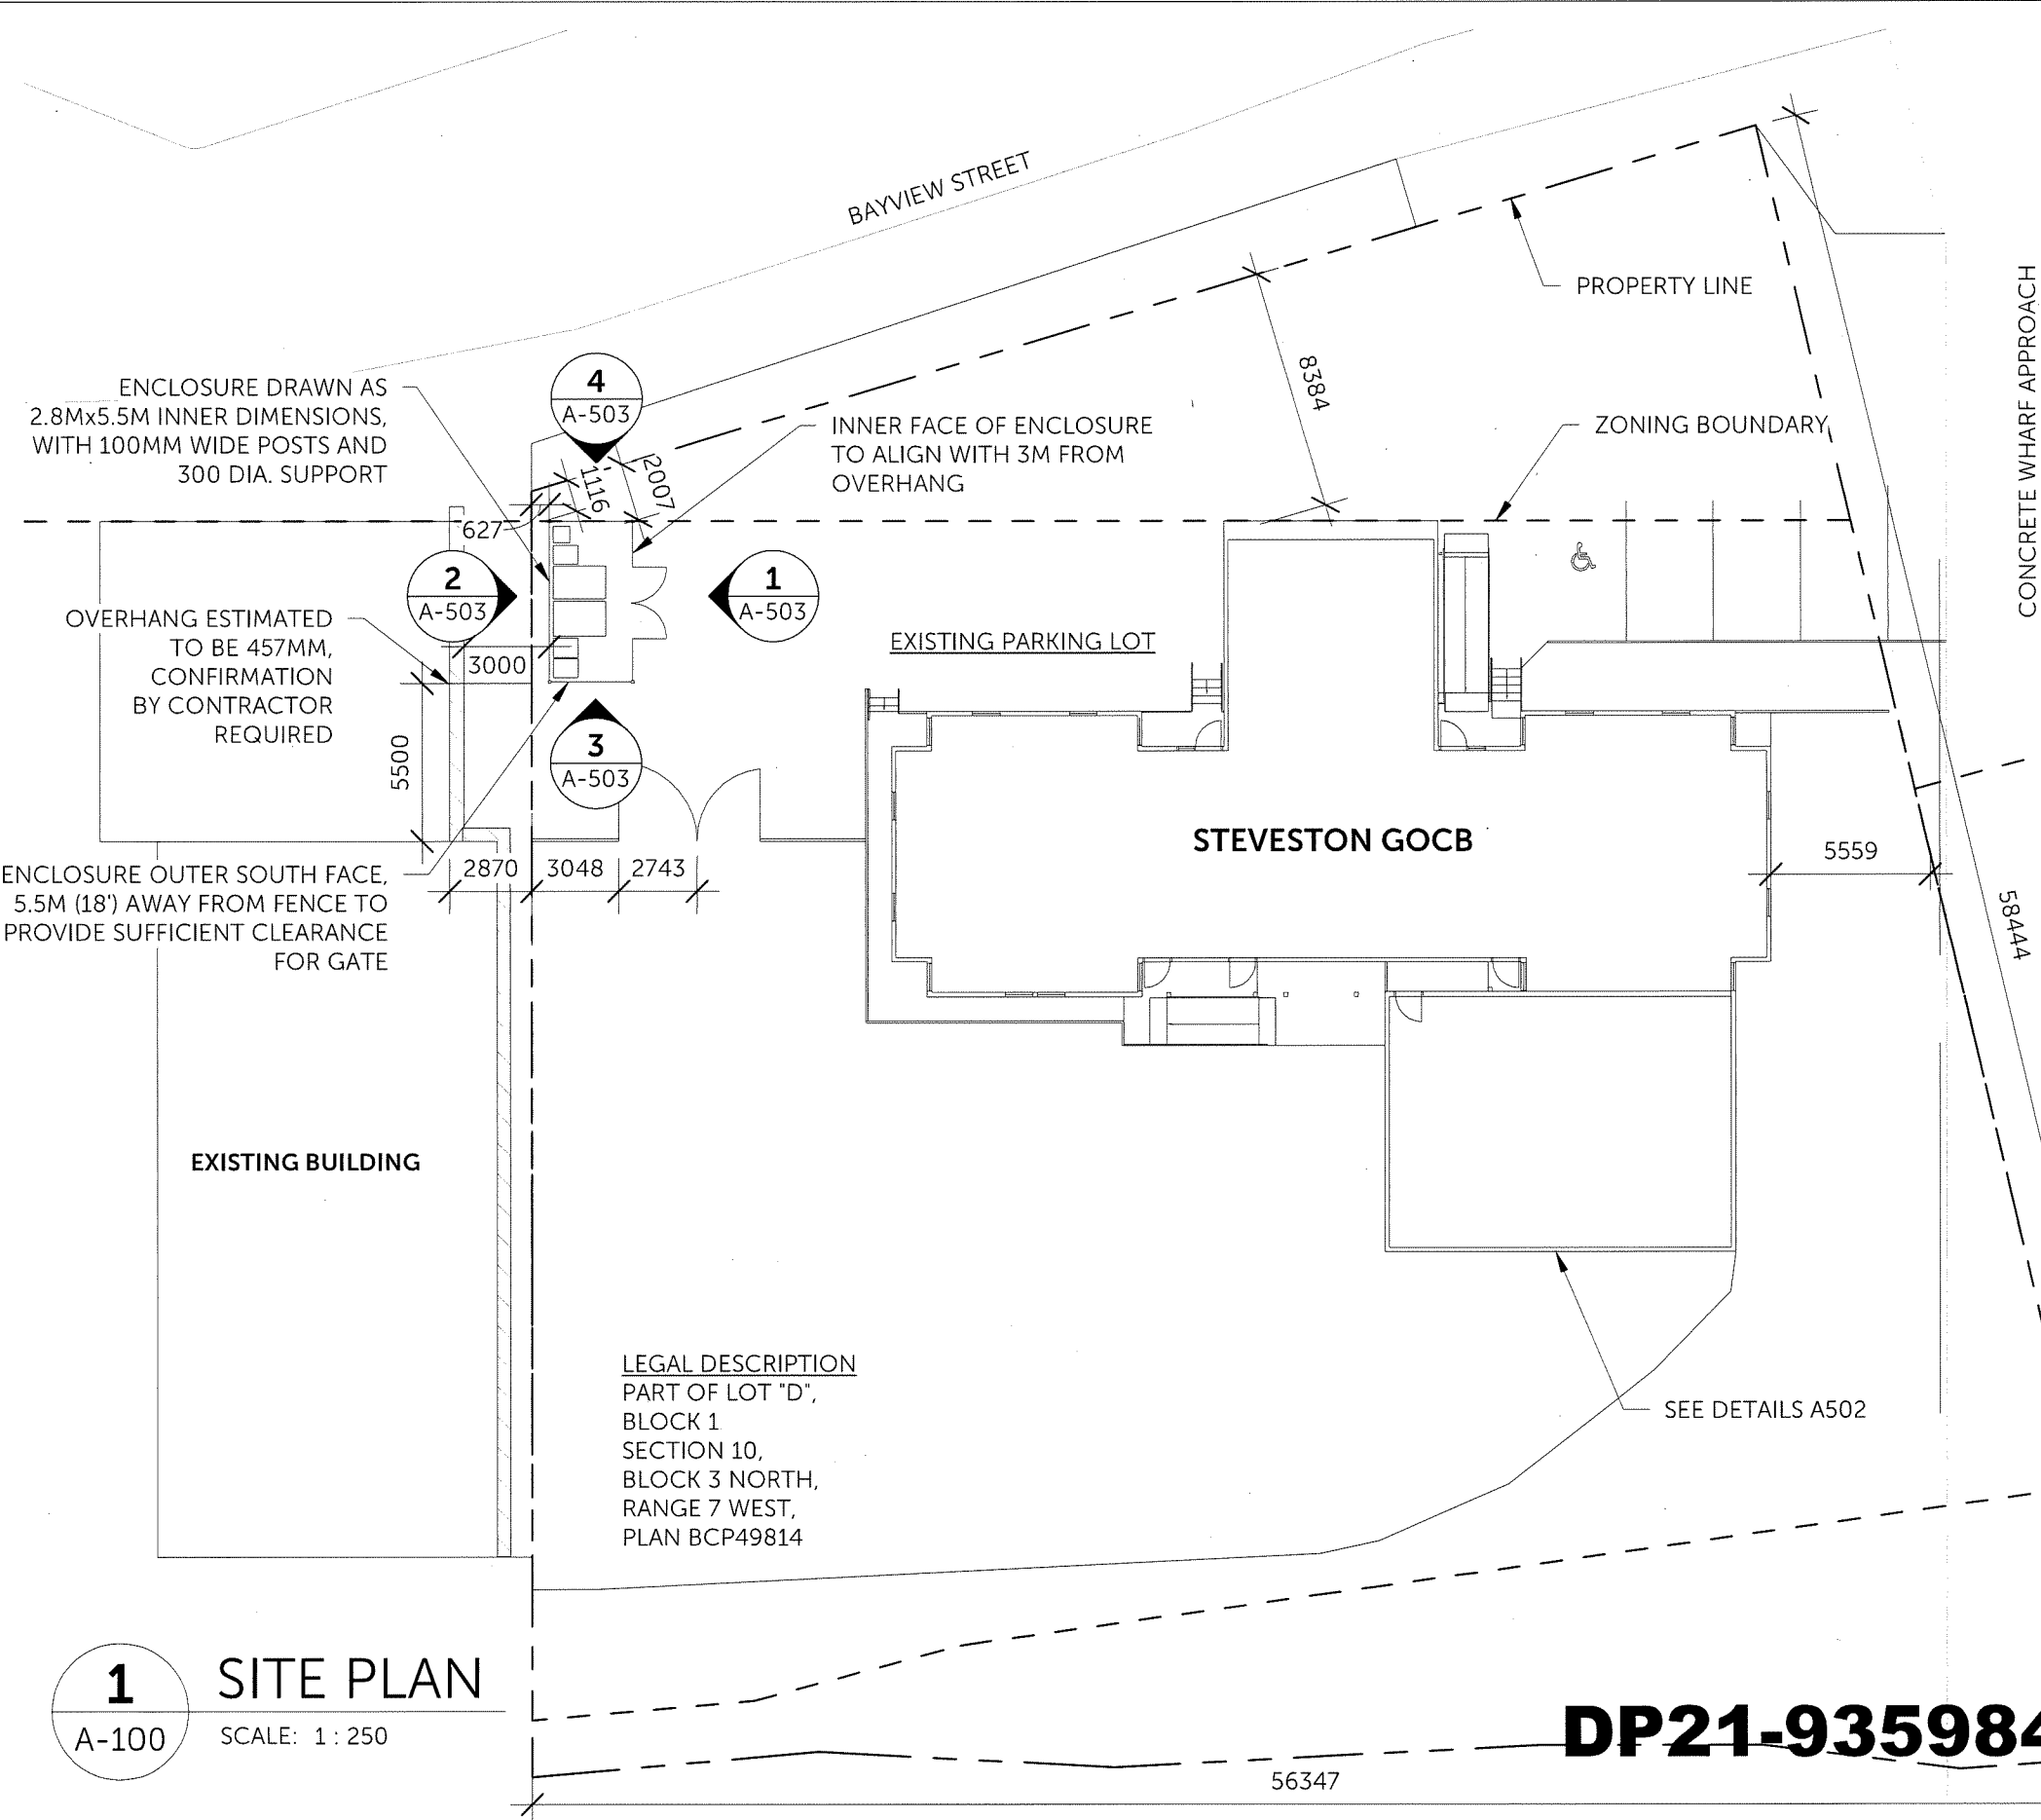 BAYVIEW STREET
PROPERTY LINE
CONCRETE WHARF APPROACH
ENCLOSURE DRAWN AS
2.8Mx5.5M INNER DIMENSIONS,
WITH 100MM WIDE POSTS AND
300 DIA. SUPPORT
4
A-503
INNER FACE OF ENCLOSURE
TO ALIGN WITH 3M FROM
OVERHANG
8384
ZONING BOUNDARY
1116
2007
627
2
A-503
1
A-503
OVERHANG ESTIMATED
TO BE 457MM,
CONFIRMATION
BY CONTRACTOR
REQUIRED
3000
EXISTING PARKING LOT
5500
3
A-503
STEVESTON GOCB
5559
2870
3048
2743
ENCLOSURE OUTER SOUTH FACE,
5.5M (18') AWAY FROM FENCE TO
PROVIDE SUFFICIENT CLEARANCE
FOR GATE
58444
EXISTING BUILDING
LEGAL DESCRIPTION
PART OF LOT "D",
BLOCK 1
SECTION 10,
BLOCK 3 NORTH,
RANGE 7 WEST,
PLAN BCP49814
SEE DETAILS A502
1
A-100
SITE PLAN
SCALE: 1 : 250
DP21-935984
56347